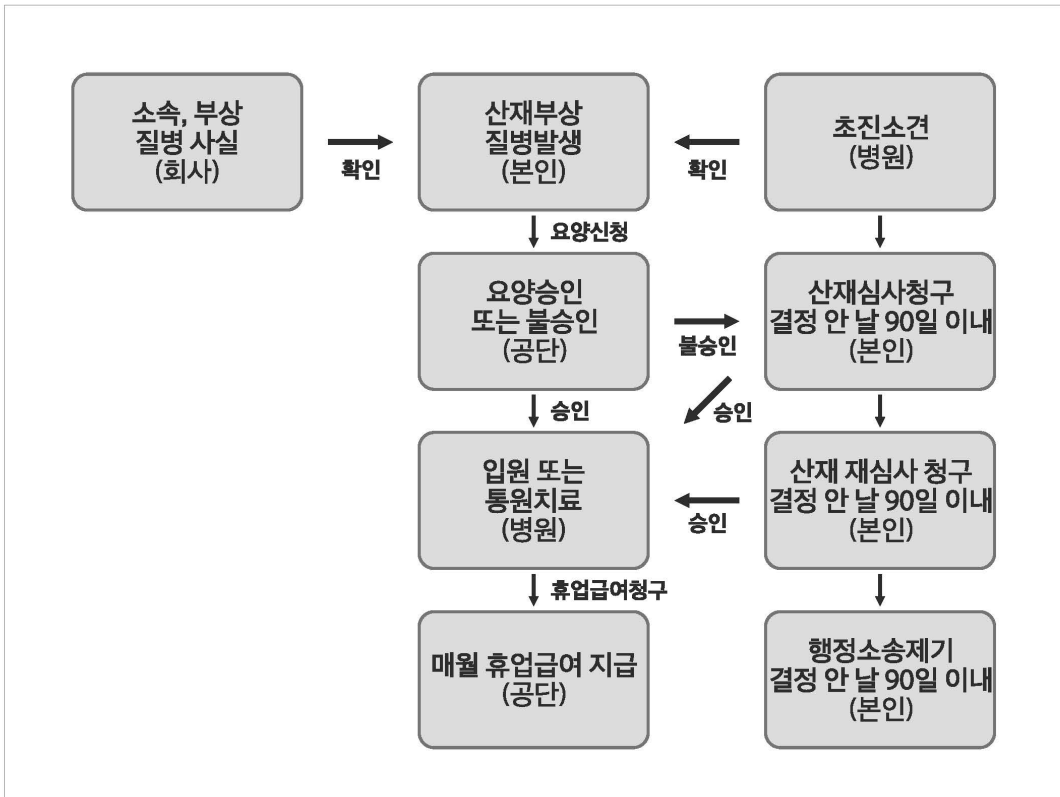 소속, 부상
질병 사실
(회사)
확인
산재부상
질병발생
(본인)
확인
초진소견
(병원)
요양신청
요양승인
또는 불승인
(공단)
불승인
산재심사청구
결정 안 날 90일 이내
(본인)
승인
승인
입원 또는
통원치료
(병원)
승인
산재 재심사 청구
결정 안 날 90일 이내
(본인)
휴업급여청구
매월 휴업급여 지급
(공단)
행정소송제기
결정 안 날 90일 이내
(본인)